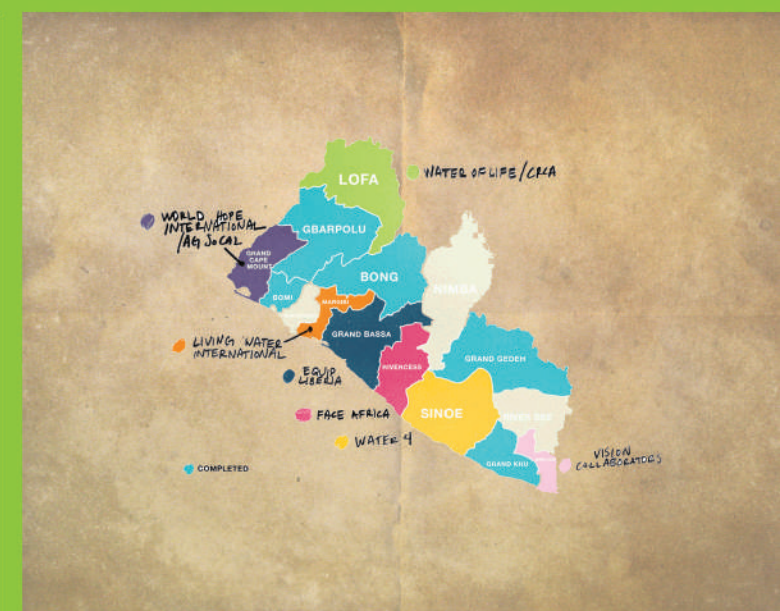 LOFA
WATER OF LIFE/CRCA
WORLD HOPE
INTERNATIONAL
/AG JOCAL
GBARPOLU
GRAND
CAPE
MOUNT
BONG
NIMBA
BOMI
MARGIBI
GRAND BASSA
LIVING WATER
INTERNATIONAL
GRAND GEDEH
RIVERCESS
EQUIP
LIBERIA
SINOE
FACE AFRICA
WATER 4
GRAND KRU
VISION
COLLABORATORS
COMPLETED